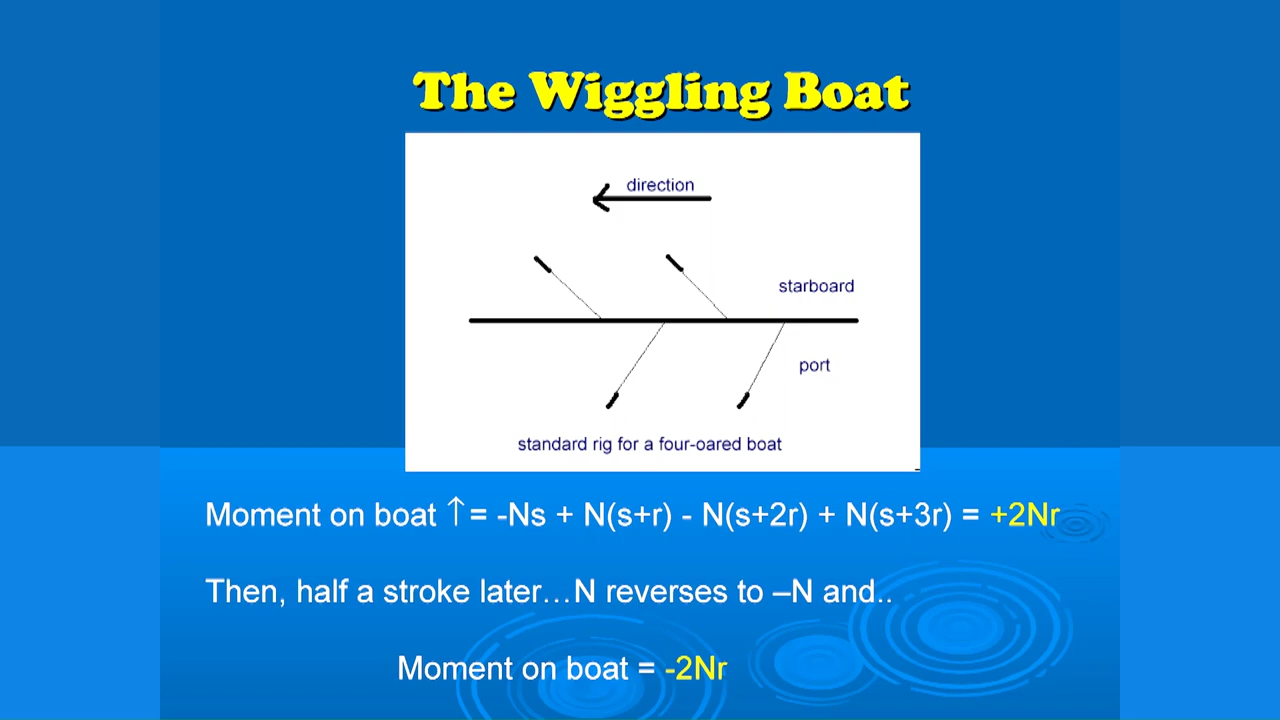 The Wiggling Boat
direction
starboard
port
standard rig for a four-oared boat
Moment on boat ↑= -Ns + N(s+r) - N(s+2r) + N(s+3r) = +2Nr
Then, half a stroke later…N reverses to –N and..
Moment on boat = -2Nr